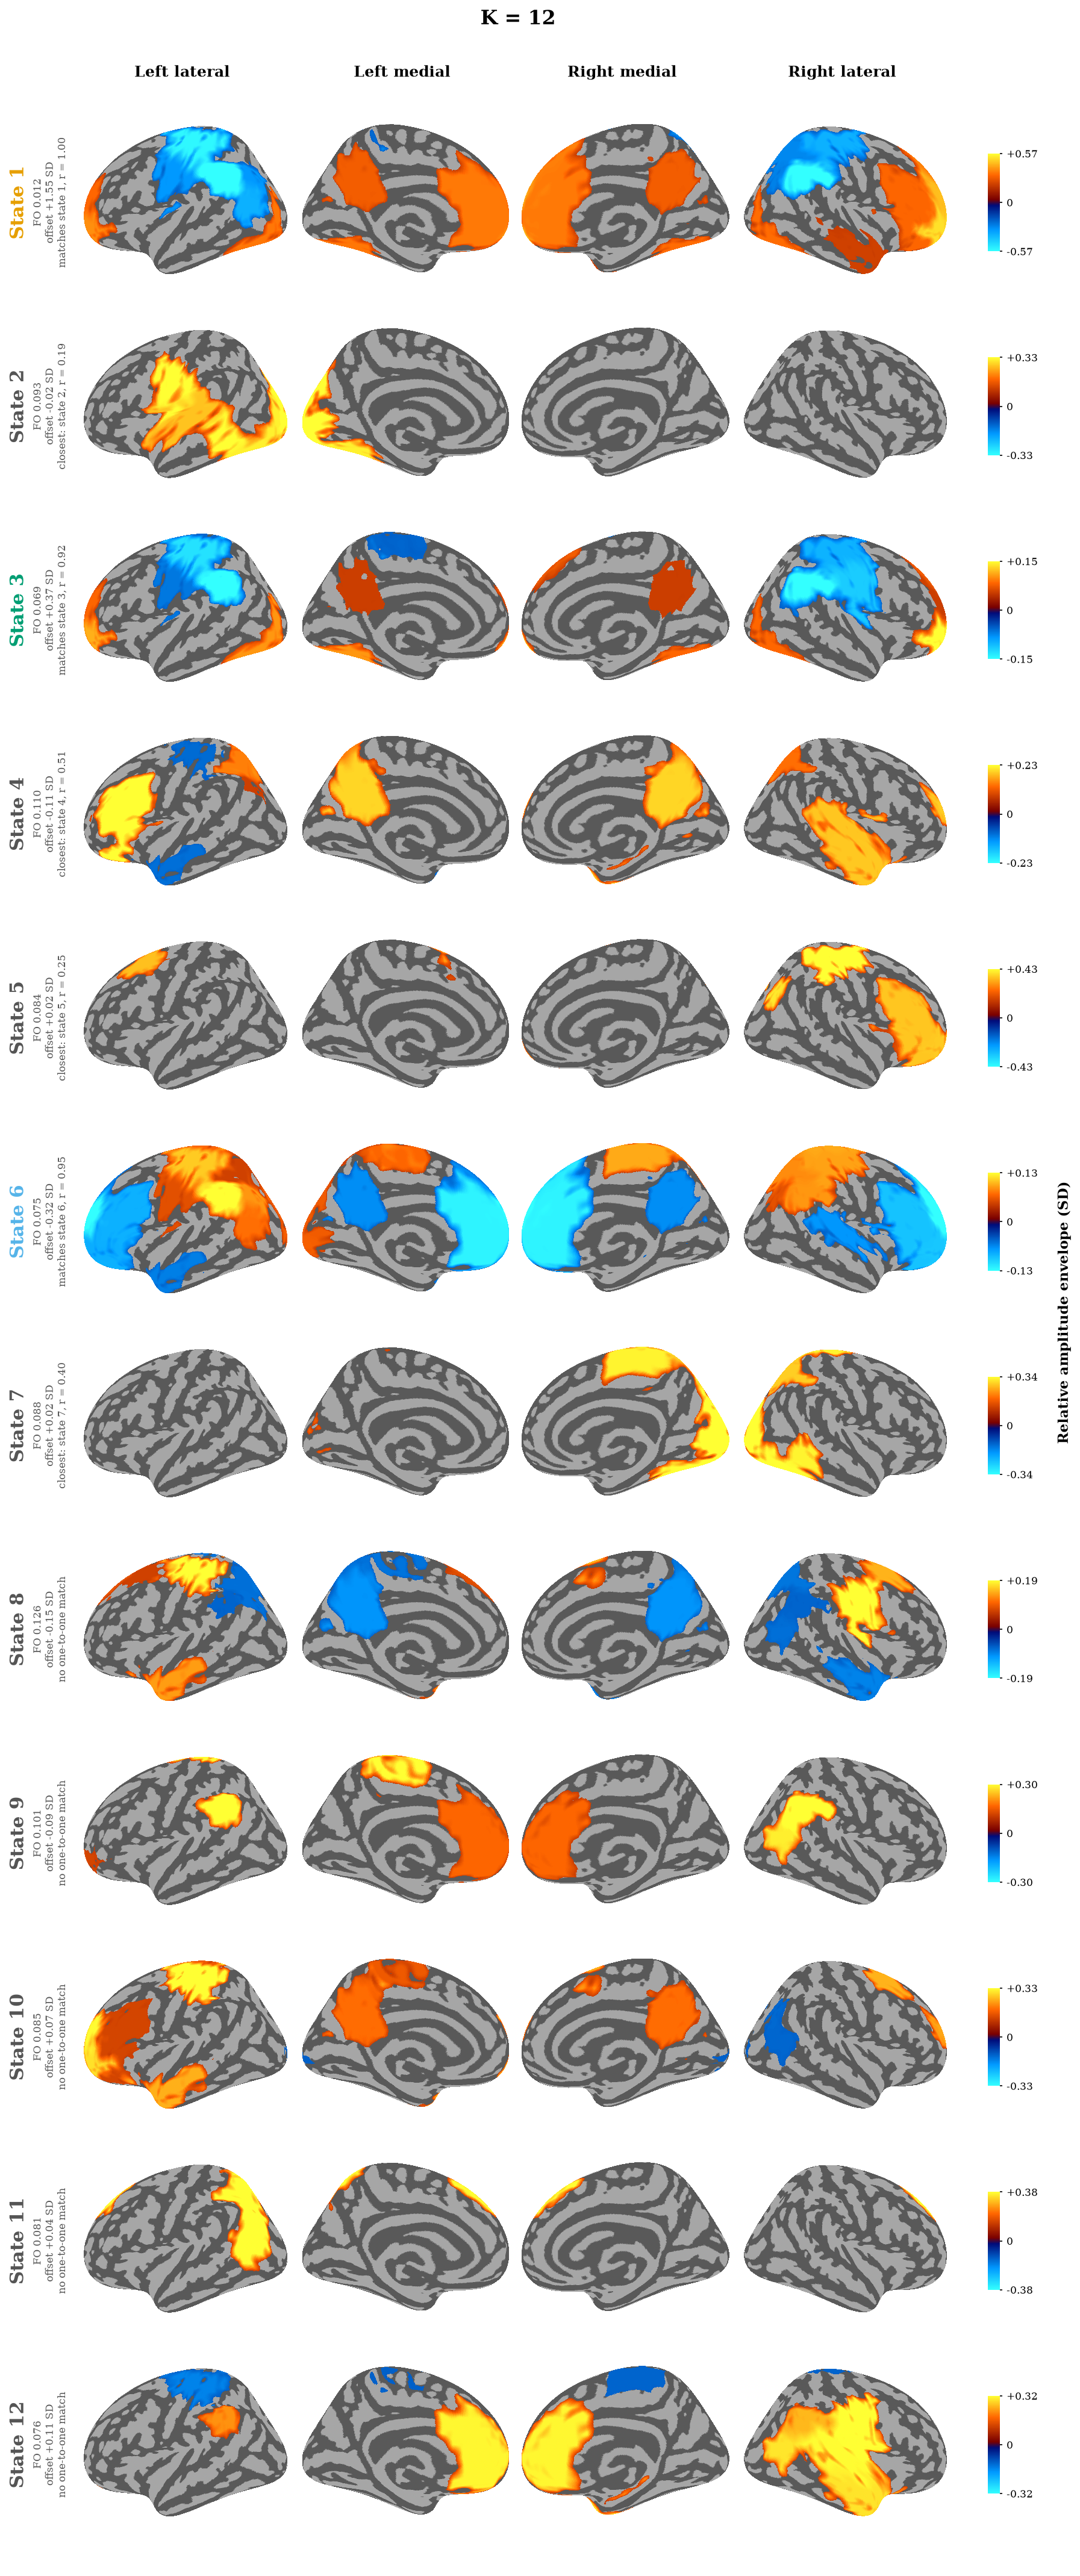 K = 12
Left lateral
Left medial
Right medial
Right lateral
State 1
FO 0.012
offset +1.55 SD
matches state 1, r = 1.00
+0.57
0
-0.57
State 2
FO 0.093
offset -0.02 SD
closest: state 2, r = 0.19
+0.33
0
-0.33
State 3
FO 0.069
offset +0.37 SD
matches state 3, r = 0.92
+0.15
0
-0.15
State 4
FO 0.110
offset -0.11 SD
closest: state 4, r = 0.51
+0.23
0
-0.23
State 5
FO 0.084
offset +0.02 SD
closest: state 5, r = 0.25
+0.43
0
-0.43
State 6
FO 0.075
offset -0.32 SD
matches state 6, r = 0.95
+0.13
0
-0.13
Relative amplitude envelope (SD)
State 7
FO 0.088
offset +0.02 SD
closest: state 7, r = 0.40
+0.34
0
-0.34
State 8
FO 0.126
offset -0.15 SD
no one-to-one match
+0.19
0
-0.19
State 9
FO 0.101
offset -0.09 SD
no one-to-one match
+0.30
0
-0.30
State 10
FO 0.085
offset +0.07 SD
no one-to-one match
+0.33
0
-0.33
State 11
FO 0.081
offset +0.04 SD
no one-to-one match
+0.38
0
-0.38
State 12
FO 0.076
offset +0.11 SD
no one-to-one match
+0.32
0
-0.32